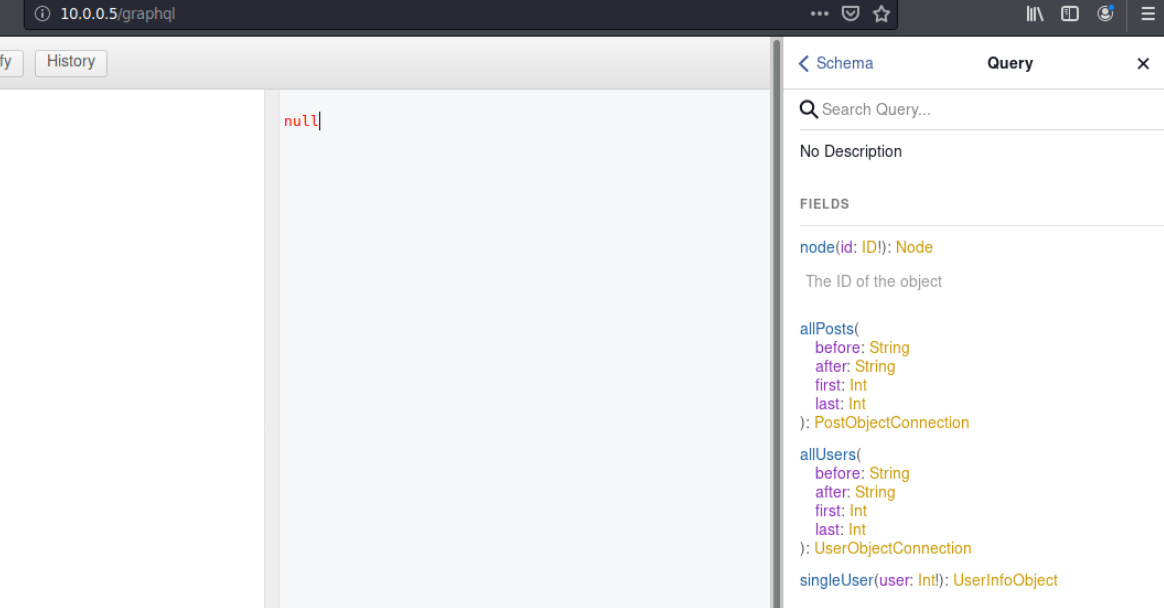 10.0.0.5/graphql
fy
History
null
Schema
Query
Search Query...
No Description
FIELDS
node(id: ID!): Node
The ID of the object
allPosts(
before: String
after: String
first: Int
last: Int
): PostObjectConnection
allUsers(
before: String
after: String
first: Int
last: Int
): UserObjectConnection
singleUser(user: Int!): UserInfoObject